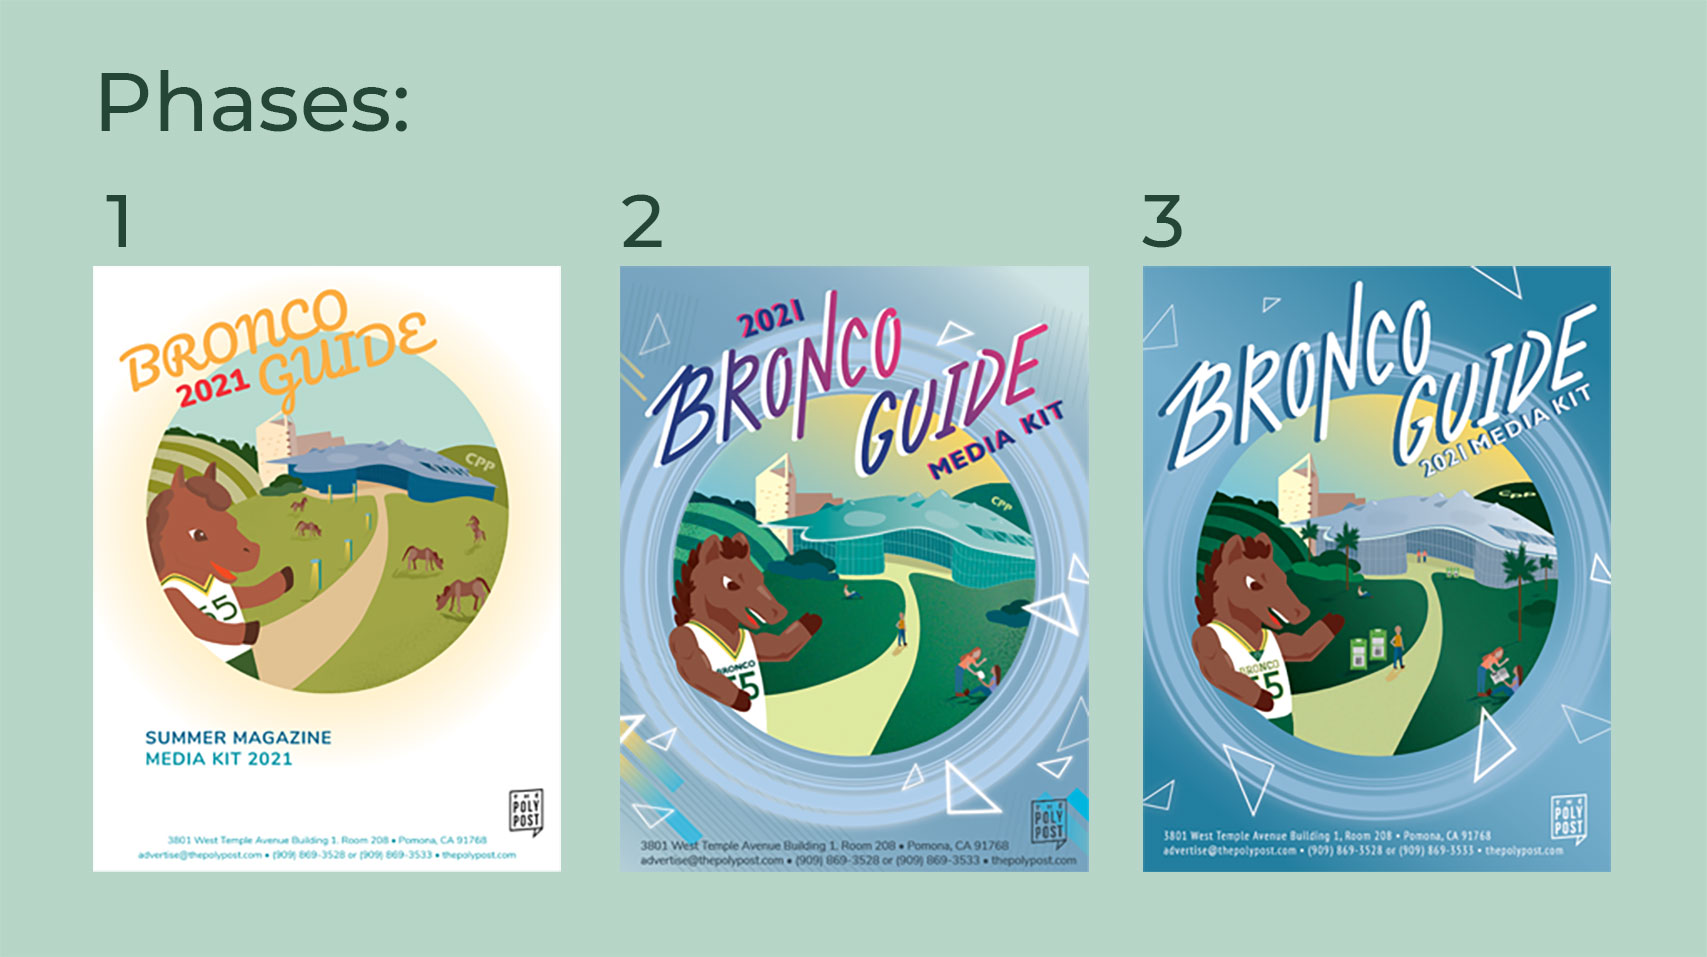 Phases:
1
2
3
BRONCO
2021 GUIDE
CPP
55
SUMMER MAGAZINE
MEDIA KIT 2021
THE
POLY
POST
3801 West Temple Avenue Building 1, Room 208 • Pomona, CA 91768
advertise@thepolypost.com • (909) 869-3528 or (909) 869-3533 • thepolypost.com
2021
BRONCO
GUIDE
MEDIA KIT
CPP
BRONCO
55
THE
POLY
POST
3801 West Temple Avenue Building 1, Room 208 • Pomona, CA 91768
advertise@thepolypost.com • (909) 869-3528 or (909) 869-3533 • thepolypost.com
BRONCO
GUIDE
2021 MEDIA KIT
CPP
BRONCO
55
THE
POLY
POST
3801 West Temple Avenue Building 1, Room 208 • Pomona, CA 91768
advertise@thepolypost.com • (909) 869-3528 or (909) 869-3533 • thepolypost.com